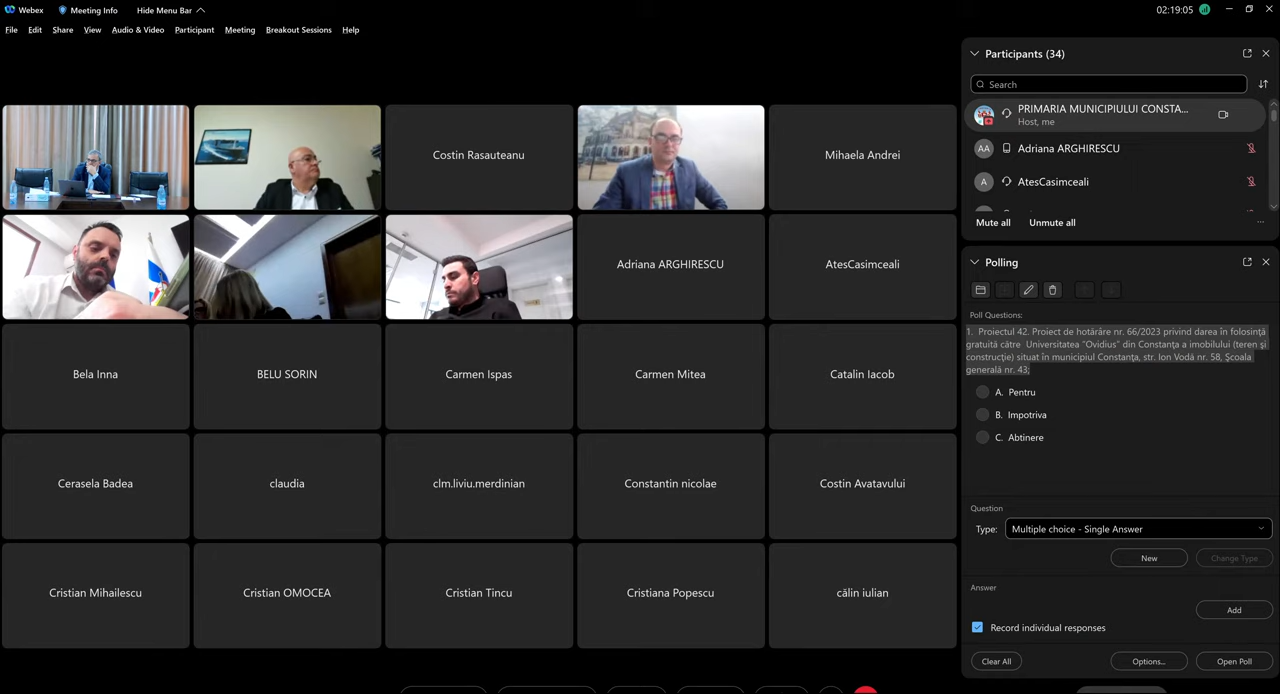 Webex
Meeting Info
Hide Menu Bar
02:19:05
File
Edit
Share
View
Audio & Video
Participant
Meeting
Breakout Sessions
Help
Costin Rasauteanu
Mihaela Andrei
Adriana ARGHIRESCU
AtesCasimceali
Bela Inna
BELU SORIN
Carmen Ispas
Carmen Mitea
Catalin Iacob
Cerasela Badea
claudia
clm.liviu.merdinian
Constantin nicolae
Costin Avatavului
Cristian Mihailescu
Cristian OMOCEA
Cristian Tincu
Cristiana Popescu
călin iulian
Participants (34)
Search
PRIMARIA MUNICIPIULUI CONSTA...
Host, me
AA
Adriana ARGHIRESCU
A
AtesCasimceali
Mute all
Unmute all
Polling
Poll Questions:
1. Proiectul 42. Proiect de hotărâre nr. 66/2023 privind darea în folosință
gratuită către Universitatea "Ovidius" din Constanța a imobilului (teren și
construcție) situat în municipiul Constanța, str. Ion Vodă nr. 58, Școala
generală nr. 43;
A. Pentru
B. Impotriva
C. Abtinere
Question
Type:
Multiple choice - Single Answer
New
Change Type
Answer
Add
Record individual responses
Clear All
Options...
Open Poll